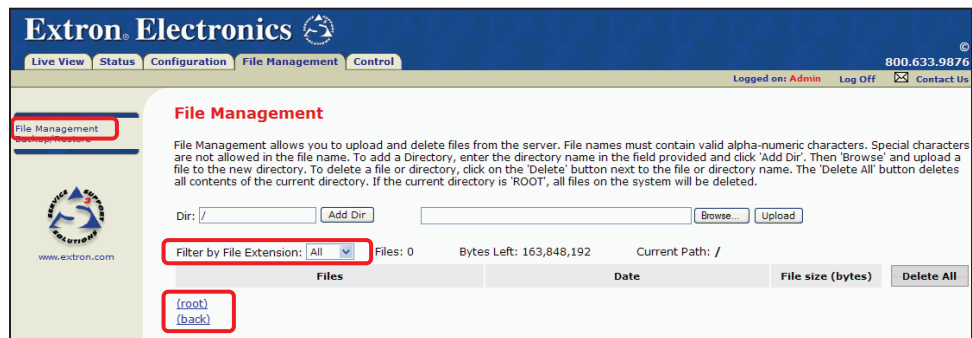 Extron® Electronics
©
Live View Status Configuration File Management Control
800.633.9876
Logged on: Admin Log Off Contact Us
File Management
Backup/Restore
SERVICE SUPPORT SOLUTIONS
S3
www.extron.com
File Management
File Management allows you to upload and delete files from the server. File names must contain valid alpha-numeric characters. Special characters
are not allowed in the file name. To add a Directory, enter the directory name in the field provided and click 'Add Dir'. Then 'Browse' and upload a
file to the new directory. To delete a file or directory, click on the 'Delete' button next to the file or directory name. The 'Delete All' button deletes
all contents of the current directory. If the current directory is 'ROOT', all files on the system will be deleted.
Dir: / Add Dir Browse... Upload
Filter by File Extension: All Files: 0 Bytes Left: 163,848,192 Current Path: /
Files Date File size (bytes) Delete All
(root)
(back)